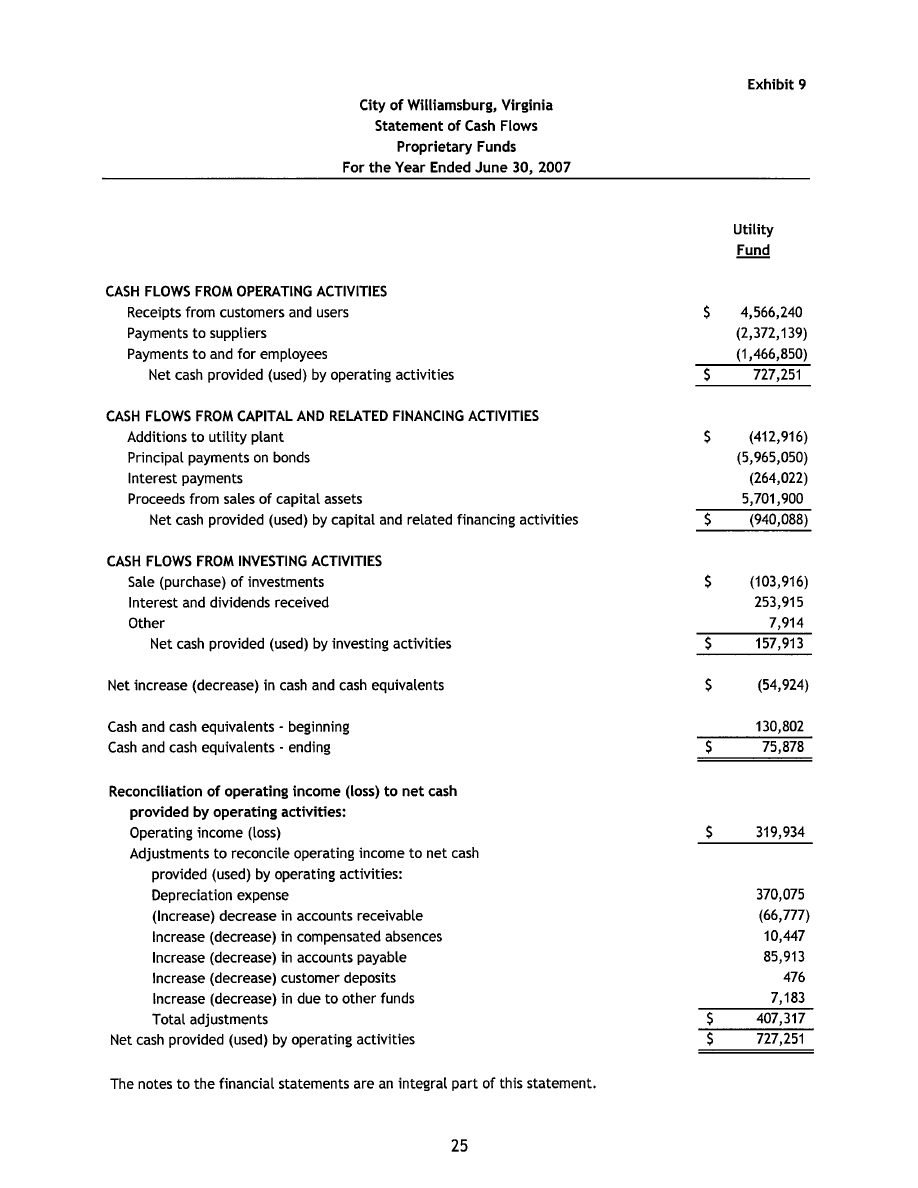 Exhibit 9
City of Williamsburg, Virginia
Statement of Cash Flows
Proprietary Funds
For the Year Ended June 30, 2007
Utility
Fund
CASH FLOWS FROM OPERATING ACTIVITIES
Receipts from customers and users $ 4,566,240
Payments to suppliers (2,372,139)
Payments to and for employees (1,466,850)
Net cash provided (used) by operating activities $ 727,251
CASH FLOWS FROM CAPITAL AND RELATED FINANCING ACTIVITIES
Additions to utility plant $ (412,916)
Principal payments on bonds (5,965,050)
Interest payments (264,022)
Proceeds from sales of capital assets 5,701,900
Net cash provided (used) by capital and related financing activities $ (940,088)
CASH FLOWS FROM INVESTING ACTIVITIES
Sale (purchase) of investments $ (103,916)
Interest and dividends received 253,915
Other 7,914
Net cash provided (used) by investing activities $ 157,913
Net increase (decrease) in cash and cash equivalents $ (54,924)
Cash and cash equivalents - beginning 130,802
Cash and cash equivalents - ending $ 75,878
Reconciliation of operating income (loss) to net cash
provided by operating activities:
Operating income (loss) $ 319,934
Adjustments to reconcile operating income to net cash
provided (used) by operating activities:
Depreciation expense 370,075
(Increase) decrease in accounts receivable (66,777)
Increase (decrease) in compensated absences 10,447
Increase (decrease) in accounts payable 85,913
Increase (decrease) customer deposits 476
Increase (decrease) in due to other funds 7,183
Total adjustments $ 407,317
Net cash provided (used) by operating activities $ 727,251
The notes to the financial statements are an integral part of this statement.
25